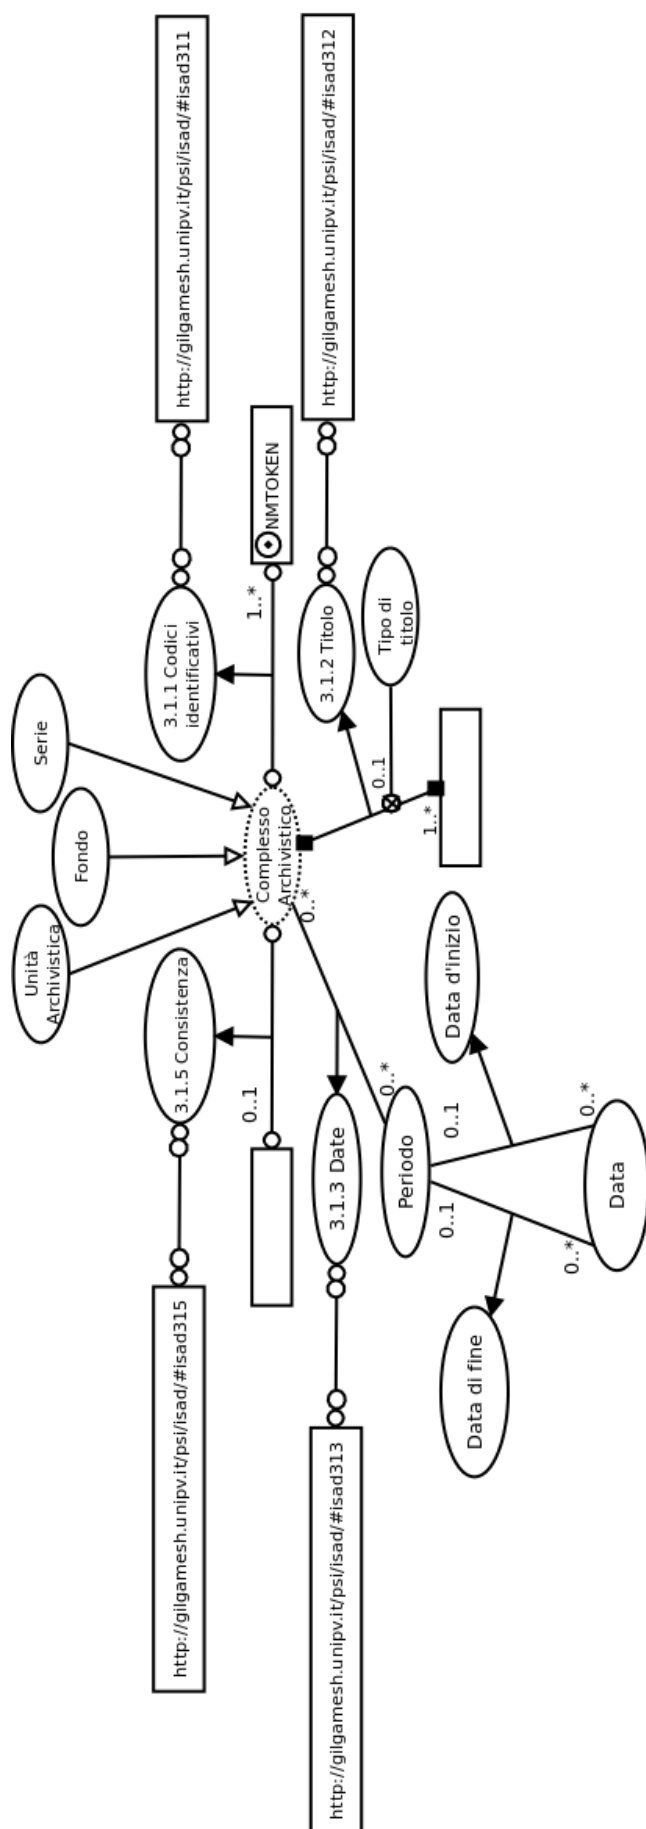 http://gilgamesh.unipv.it/psi/isad/#isad311
http://gilgamesh.unipv.it/psi/isad/#isad312
NMTOKEN
1..*
3.1.1 Codici
identificativi
3.1.2 Titolo
Tipo di
titolo
Serie
Fondo
Unità
Archivistica
Complesso
Archivistico
0..1
1..*
0..*
3.1.5 Consistenza
0..1
Data d'inizio
3.1.3 Date
0..*
Periodo
0..1
0..1
0..*
0..*
Data
Data di fine
http://gilgamesh.unipv.it/psi/isad/#isad315
http://gilgamesh.unipv.it/psi/isad/#isad313